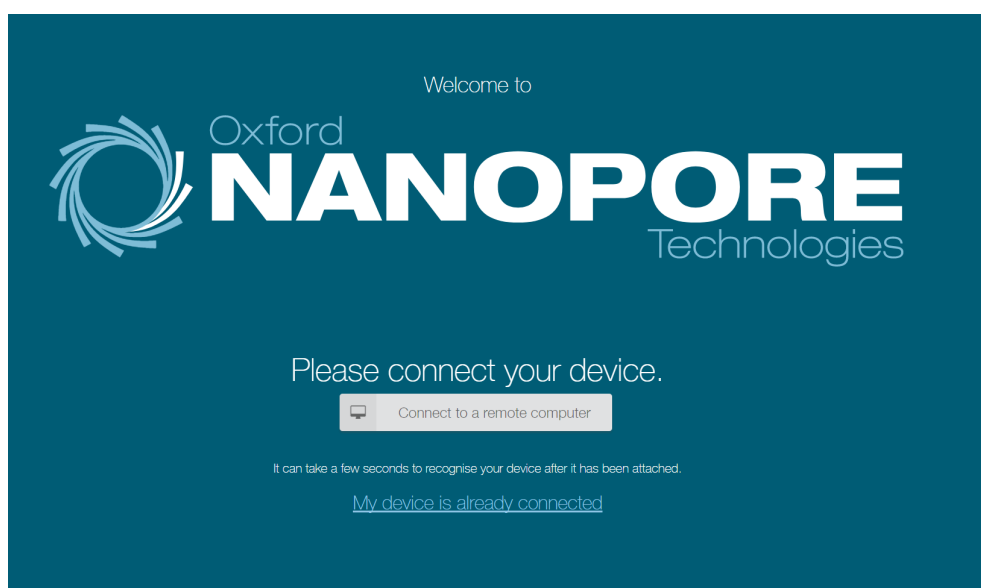 Welcome to
Oxford
NANOPORE
Technologies
Please connect your device.
Connect to a remote computer
It can take a few seconds to recognise your device after it has been attached.
My device is already connected